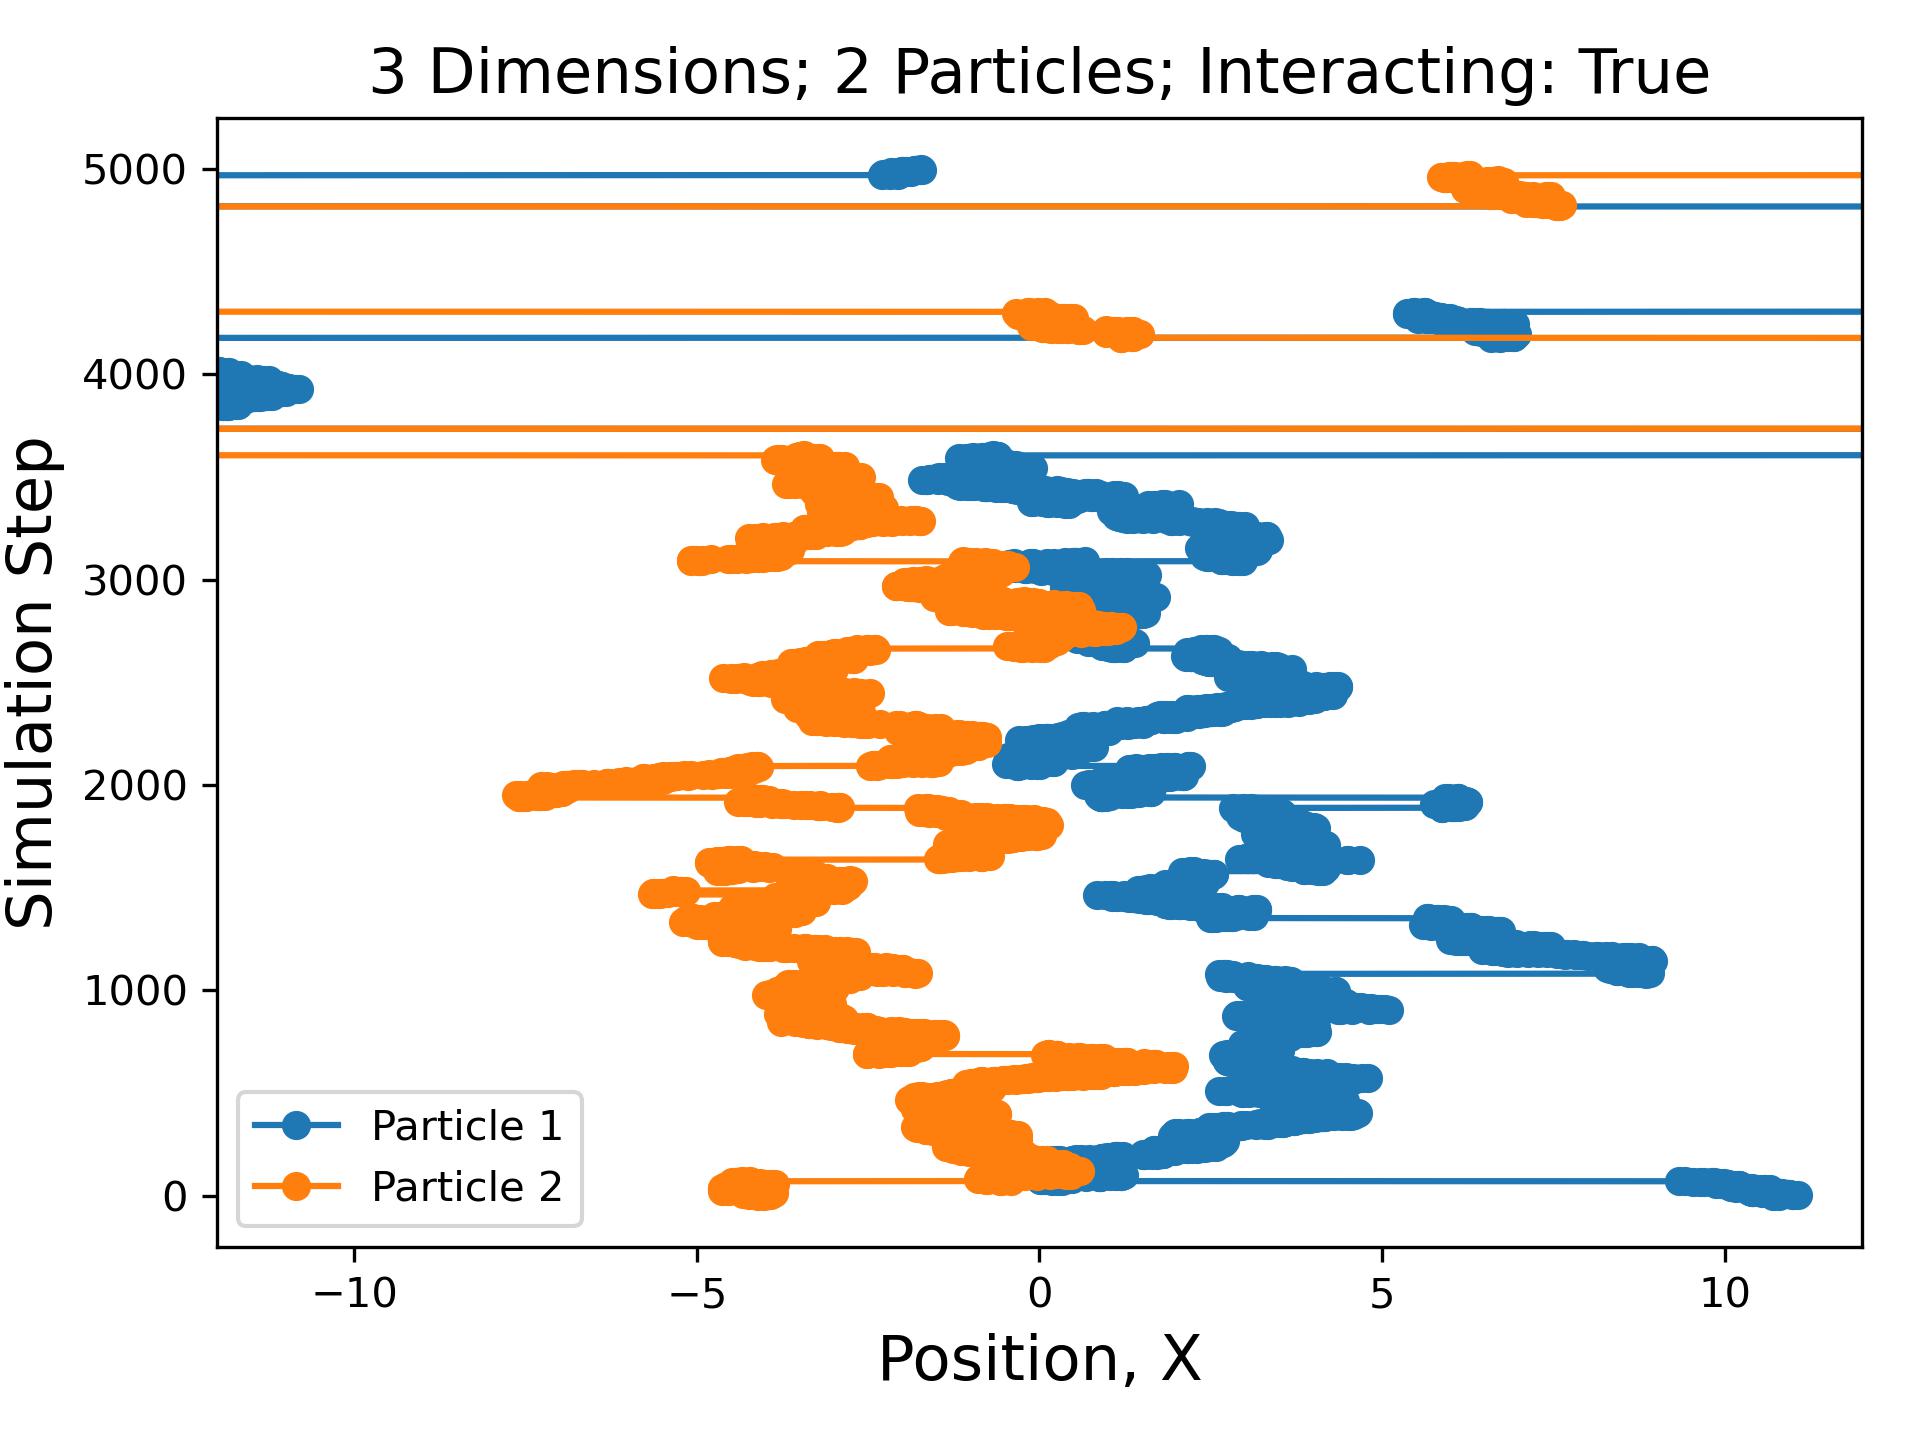 3 Dimensions; 2 Particles; Interacting: True
Simulation Step
5000
4000
3000
2000
1000
0
Particle 1
Particle 2
−10
−5
0
5
10
Position, X